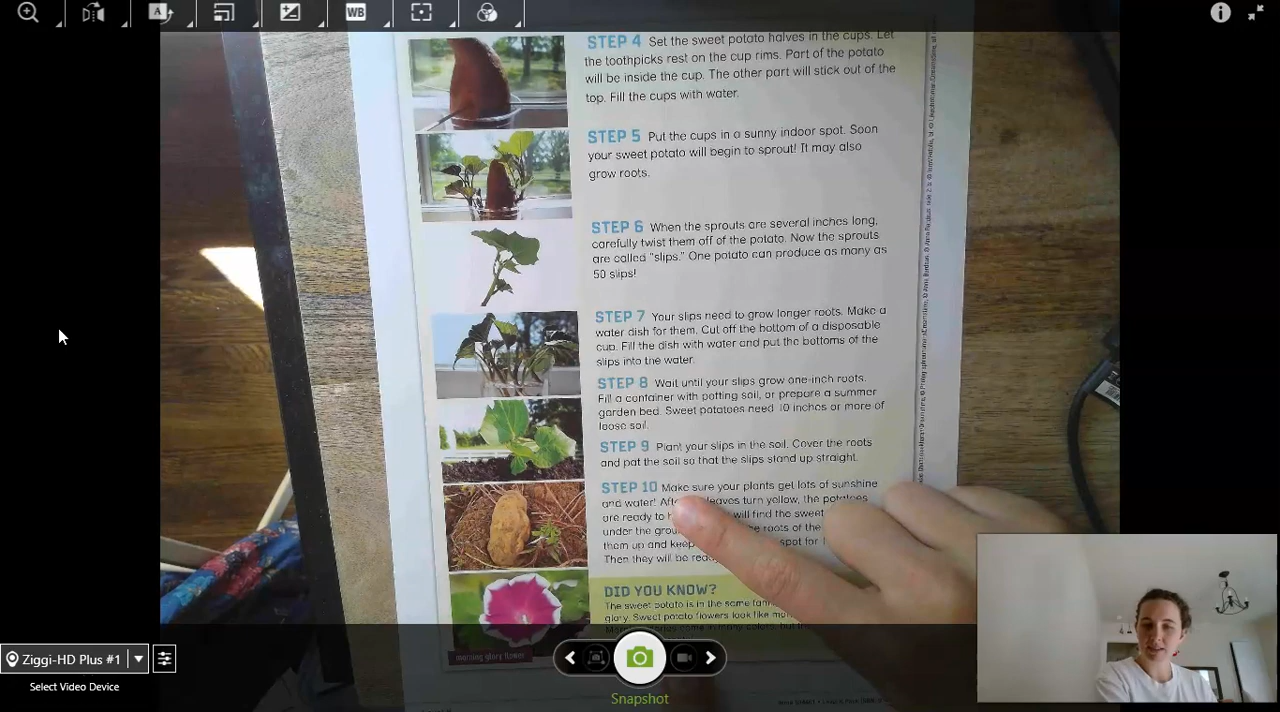 STEP 4 Set the sweet potato halves in the cups. Let
the toothpicks rest on the cup rims. Part of the potato
will be inside the cup. The other part will stick out of the
top. Fill the cups with water.
STEP 5 Put the cups in a sunny indoor spot. Soon
your sweet potato will begin to sprout! It may also
grow roots.
STEP 6 When the sprouts are several inches long,
carefully twist them off of the potato. Now the sprouts
are called "slips." One potato can produce as many as
50 slips!
STEP 7 Your slips need to grow longer roots. Make a
water dish for them. Cut off the bottom of a disposable
cup. Fill the dish with water and put the bottoms of the
slips into the water.
STEP 8 Wait until your slips grow one-inch roots.
Fill a container with potting soil, or prepare a summer
garden bed. Sweet potatoes need 10 inches or more of
loose soil.
STEP 9 Plant your slips in the soil. Cover the roots
and pat the soil so that the slips stand up straight.
STEP 10 Make sure your plants get lots of sunshine
and water! leaves turn yellow, the potatoes
are ready to will find the sweet
under the roots of the
them up and keep spot for
Then they will be
DID YOU KNOW?
The sweet potato is in the same
glory. Sweet potato flowers look like
morning glory flower
A
WB
i
Ziggi-HD Plus #1
Select Video Device
Snapshot